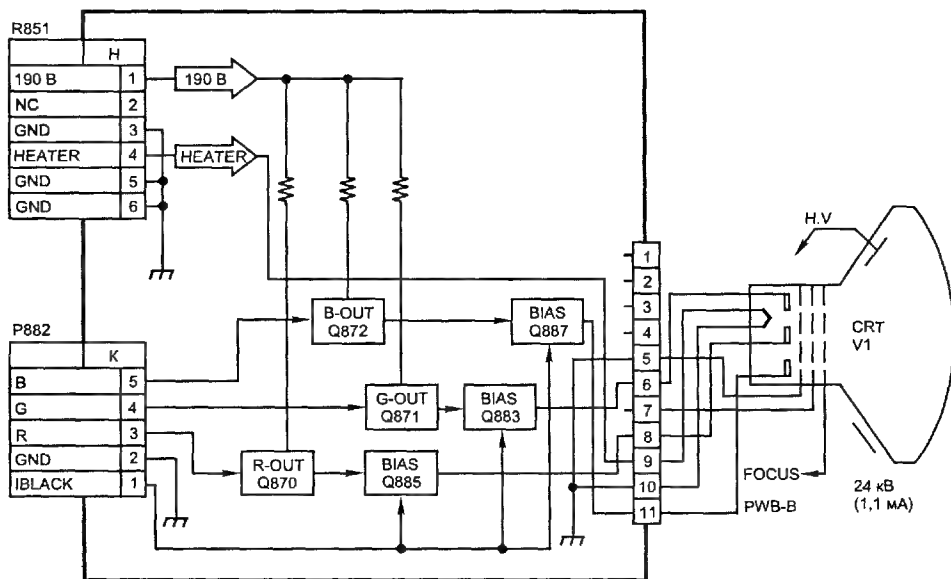 R851
H
190 В 1
NC 2
GND 3
HEATER 4
GND 5
GND 6
190 В
HEATER
P882
K
B 5
G 4
R 3
GND 2
IBLACK 1
B-OUT
Q872
BIAS
Q887
G-OUT
Q871
BIAS
Q883
R-OUT
Q870
BIAS
Q885
1
2
3
4
5
6
7
8
9
10
11
H.V
CRT
V1
FOCUS
PWB-B
24 кВ
(1,1 мА)